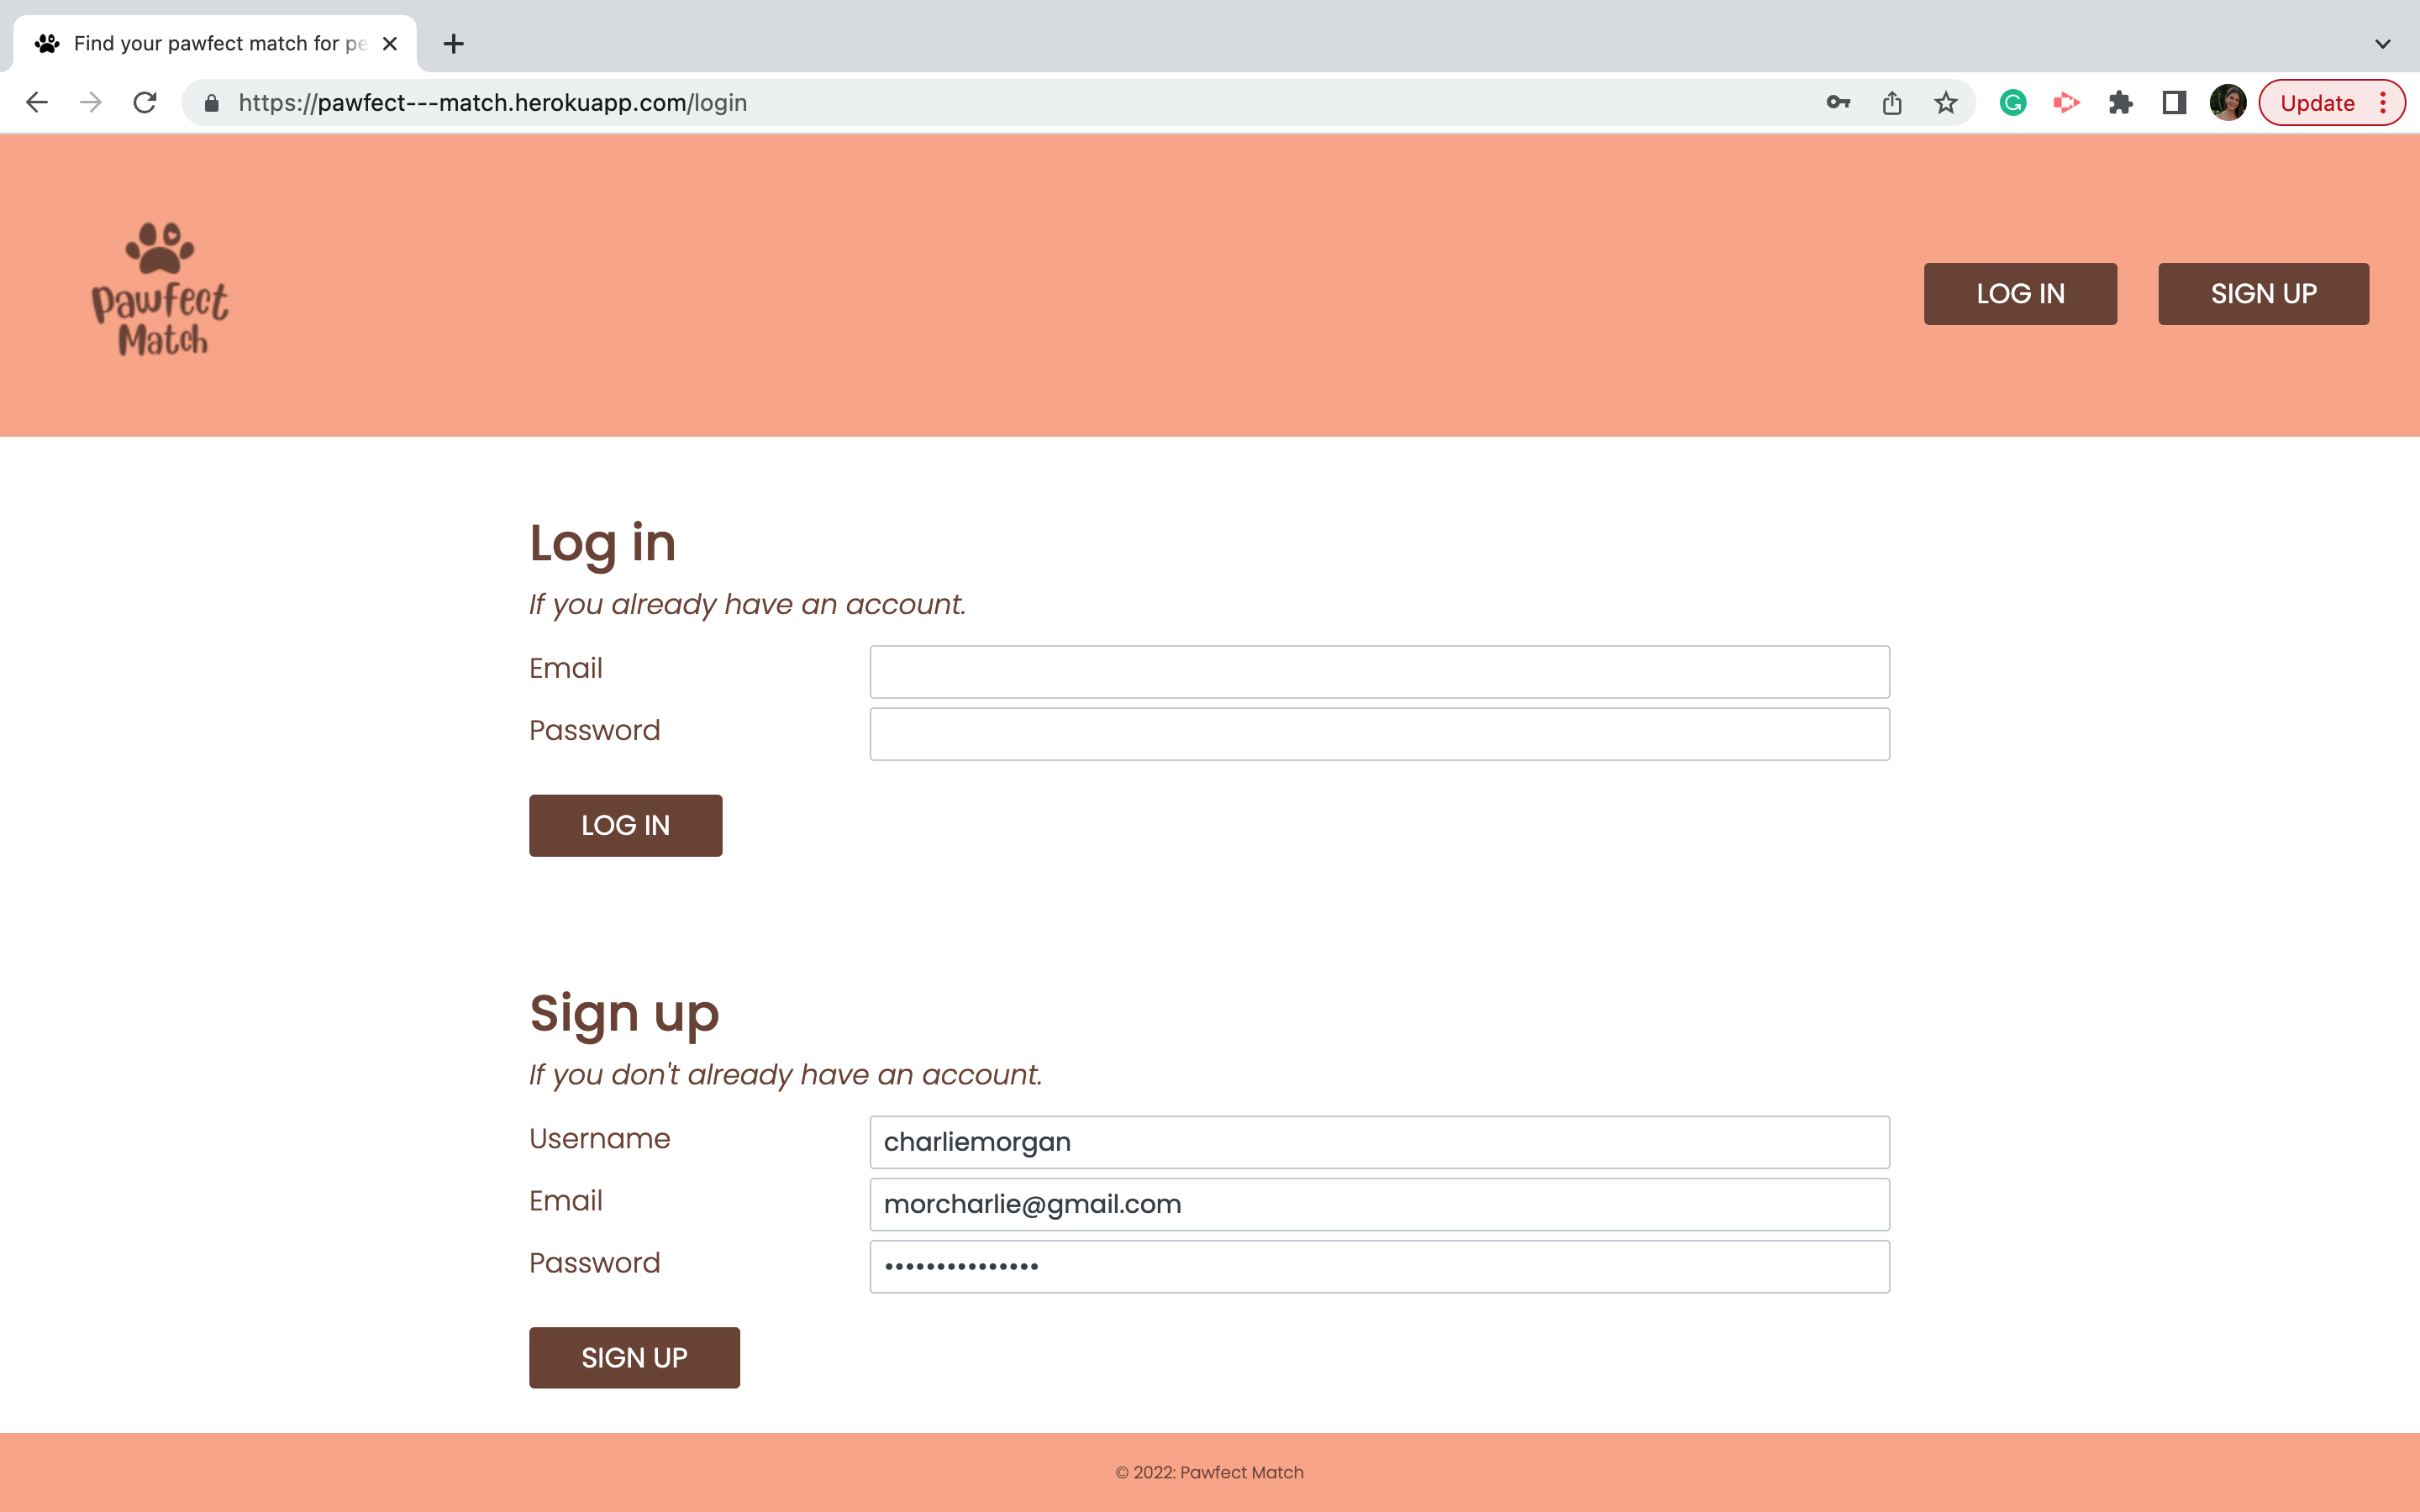 Find your pawfect match for pe
https://pawfect---match.herokuapp.com/login
Update
pawfect
Match
LOG IN
SIGN UP
Log in
If you already have an account.
Email
Password
LOG IN
Sign up
If you don't already have an account.
Username
charliemorgan
Email
morcharlie@gmail.com
Password
•••••••••••••••
SIGN UP
© 2022: Pawfect Match